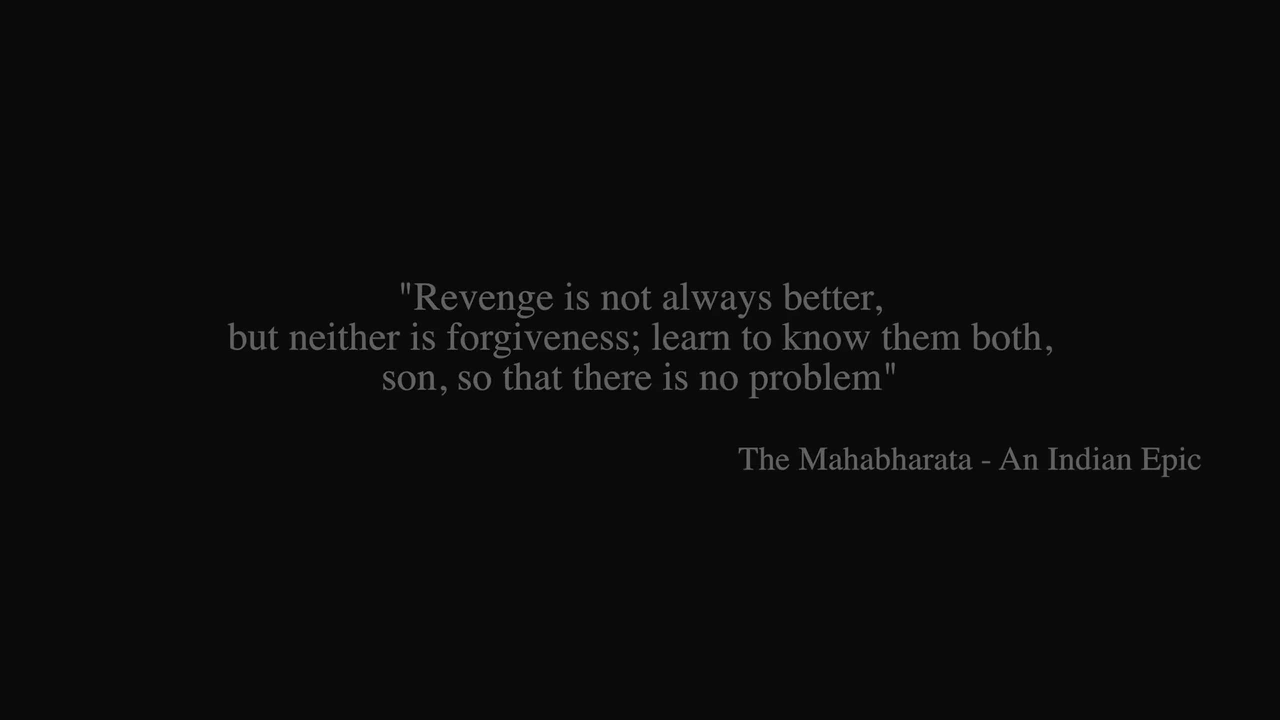 "Revenge is not always better,
but neither is forgiveness; learn to know them both,
son, so that there is no problem"
The Mahabharata - An Indian Epic